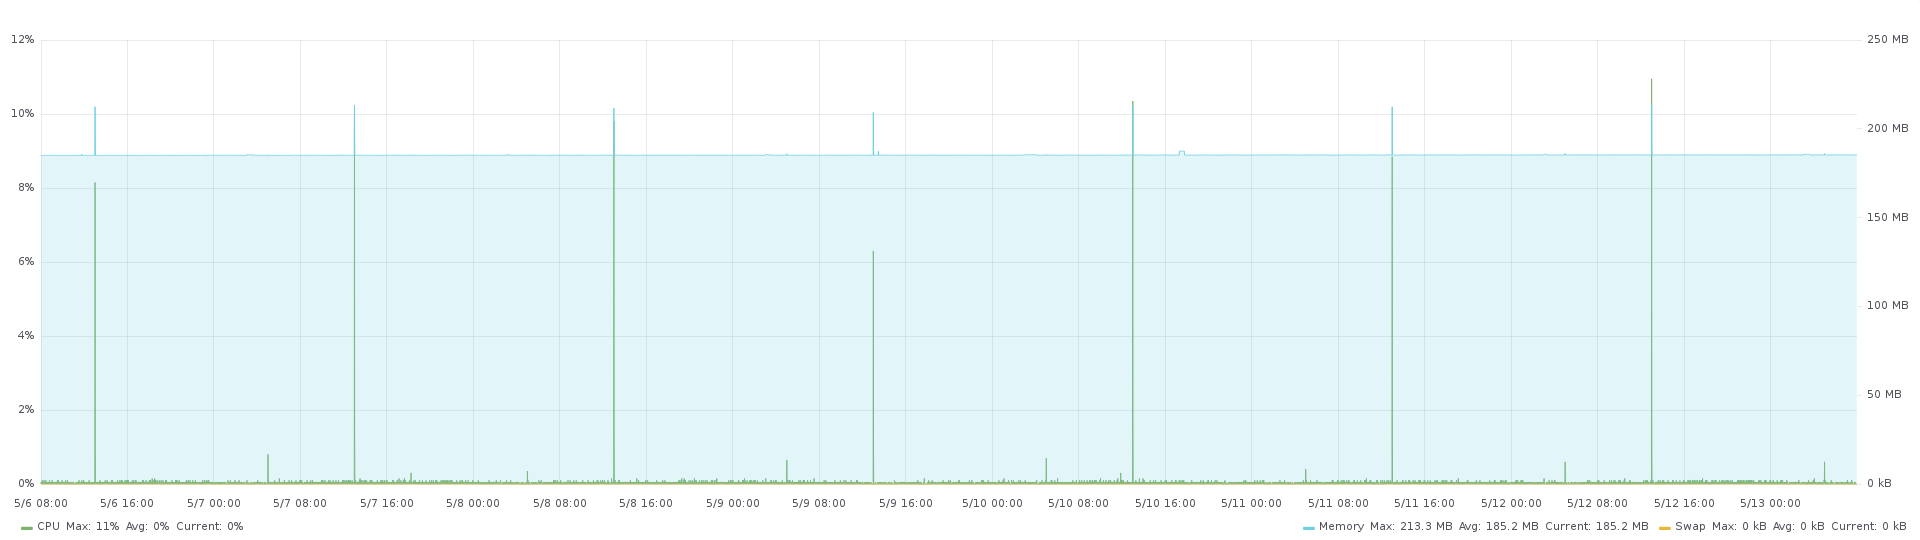 12%
250 MB
10%
200 MB
8%
150 MB
6%
100 MB
4%
50 MB
2%
0%
0 kB
5/6 08:00 5/6 16:00 5/7 00:00 5/7 08:00 5/7 16:00 5/8 00:00 5/8 08:00 5/8 16:00 5/9 00:00 5/9 08:00 5/9 16:00 5/10 00:00 5/10 08:00 5/10 16:00 5/11 00:00 5/11 08:00 5/11 16:00 5/12 00:00 5/12 08:00 5/12 16:00 5/13 00:00
CPU Max: 11% Avg: 0% Current: 0% Memory Max: 213.3 MB Avg: 185.2 MB Current: 185.2 MB Swap Max: 0 kB Avg: 0 kB Current: 0 kB